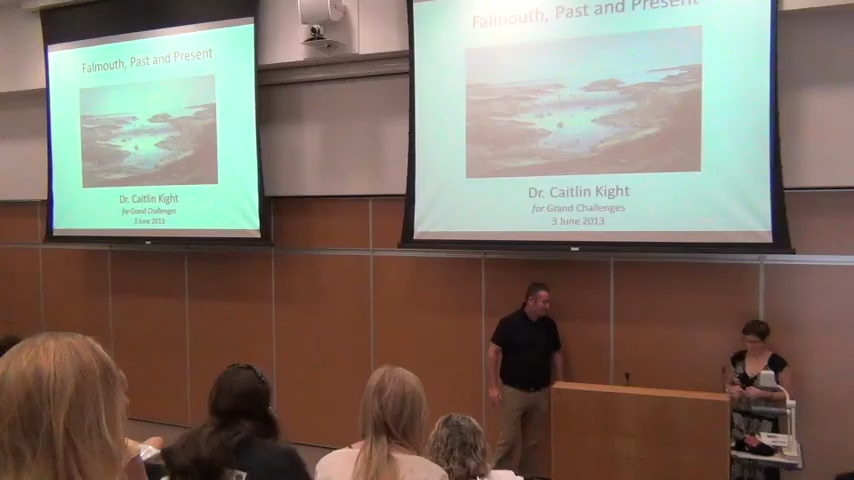 Falmouth, Past and Present
Dr. Caitlin Kight
for Grand Challenges
3 June 2013
Falmouth, Past and Present
Dr. Caitlin Kight
for Grand Challenges
3 June 2013